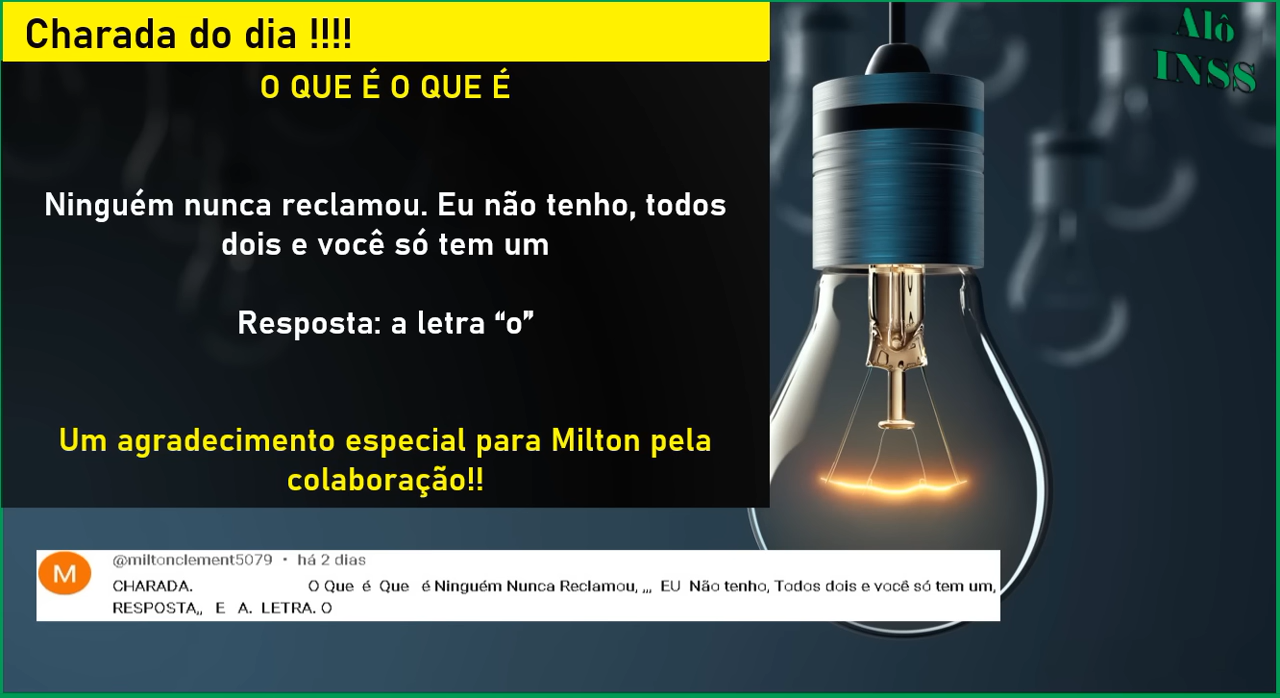 Charada do dia !!!!
Alô
INSS
O QUE É O QUE É
Ninguém nunca reclamou. Eu não tenho, todos
dois e você só tem um
Resposta: a letra “o”
Um agradecimento especial para Milton pela
colaboração!!
M
@miltonclement5079 • há 2 dias
CHARADA. O Que é Que é Ninguém Nunca Reclamou, ,,, EU Não tenho, Todos dois e você só tem um,
RESPOSTA,, E A. LETRA. O